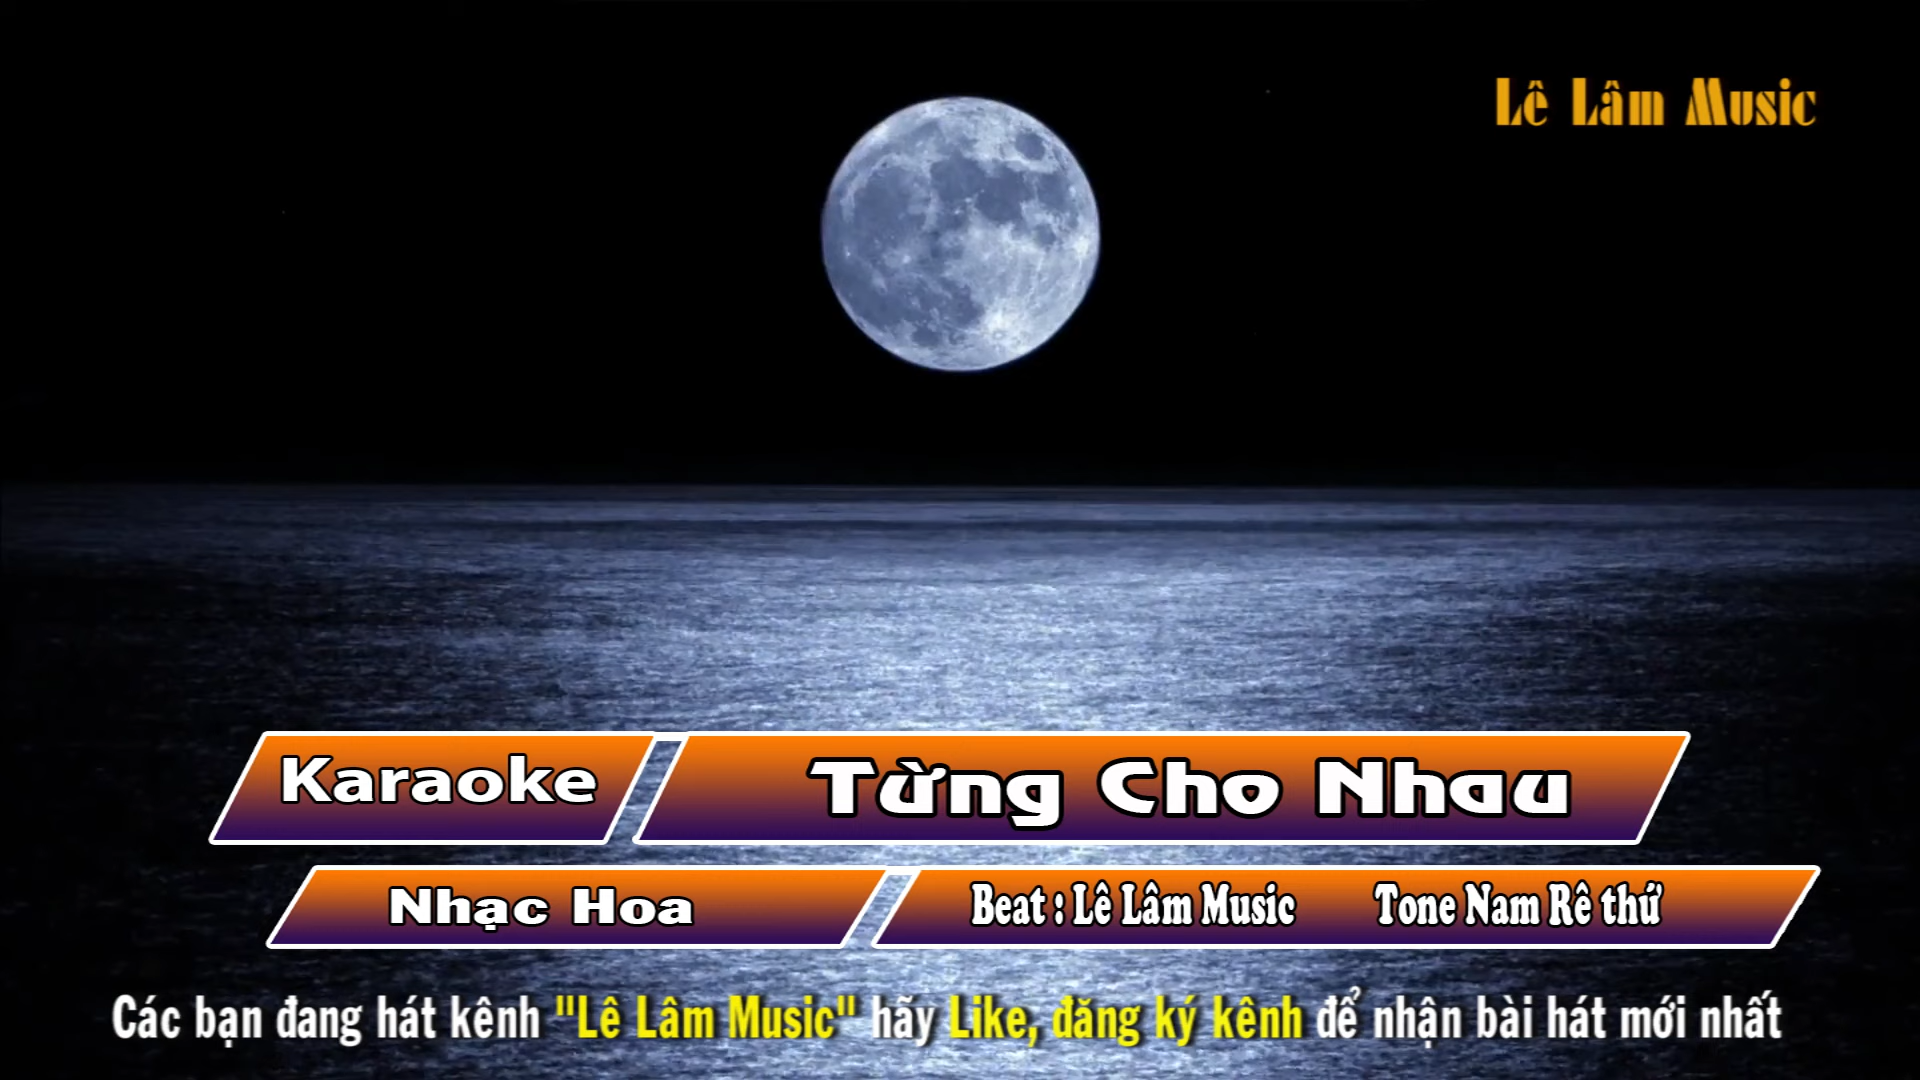 Lê Lâm Music
Karaoke
Từng Cho Nhau
Nhạc Hoa
Beat : Lê Lâm Music Tone Nam Rê thứ
Các bạn đang hát kênh "Lê Lâm Music" hãy Like, đăng ký kênh để nhận bài hát mới nhất